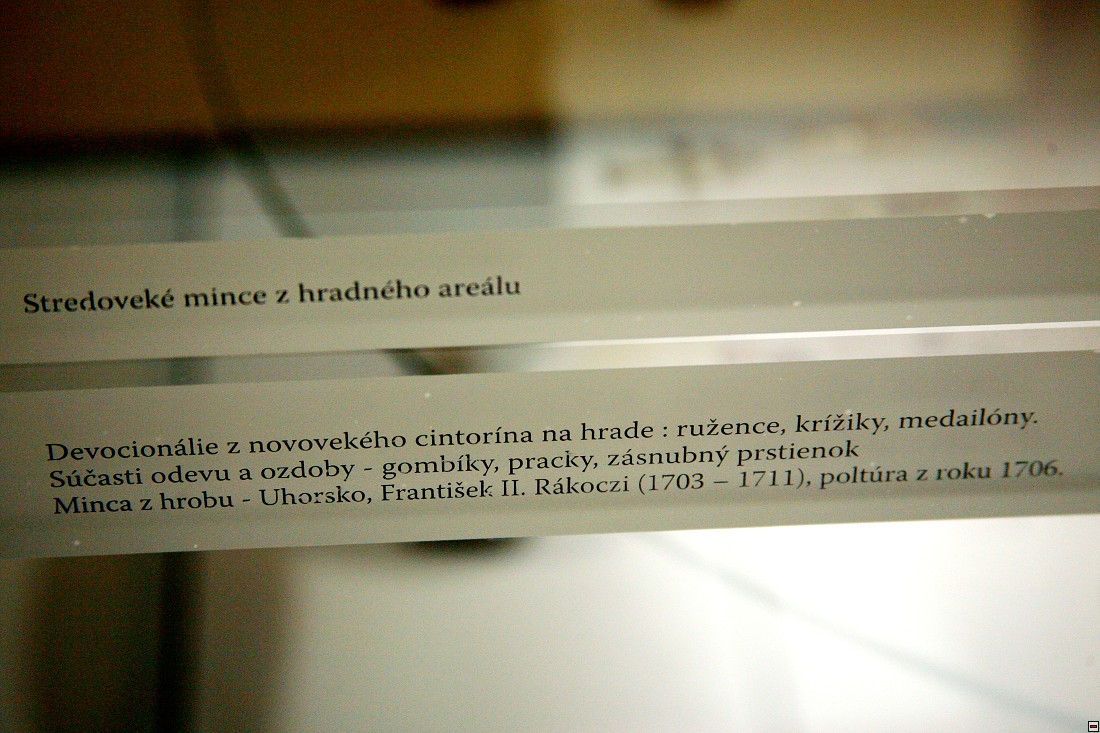 Stredoveké mince z hradného areálu
Devocionálie z novovekého cintorína na hrade : ružence, krížiky, medailóny.
Súčasti odevu a ozdoby - gombíky, pracky, zásnubný prstienok
Minca z hrobu - Uhorsko, František II. Rákoczi (1703 – 1711), poltúra z roku 1706.